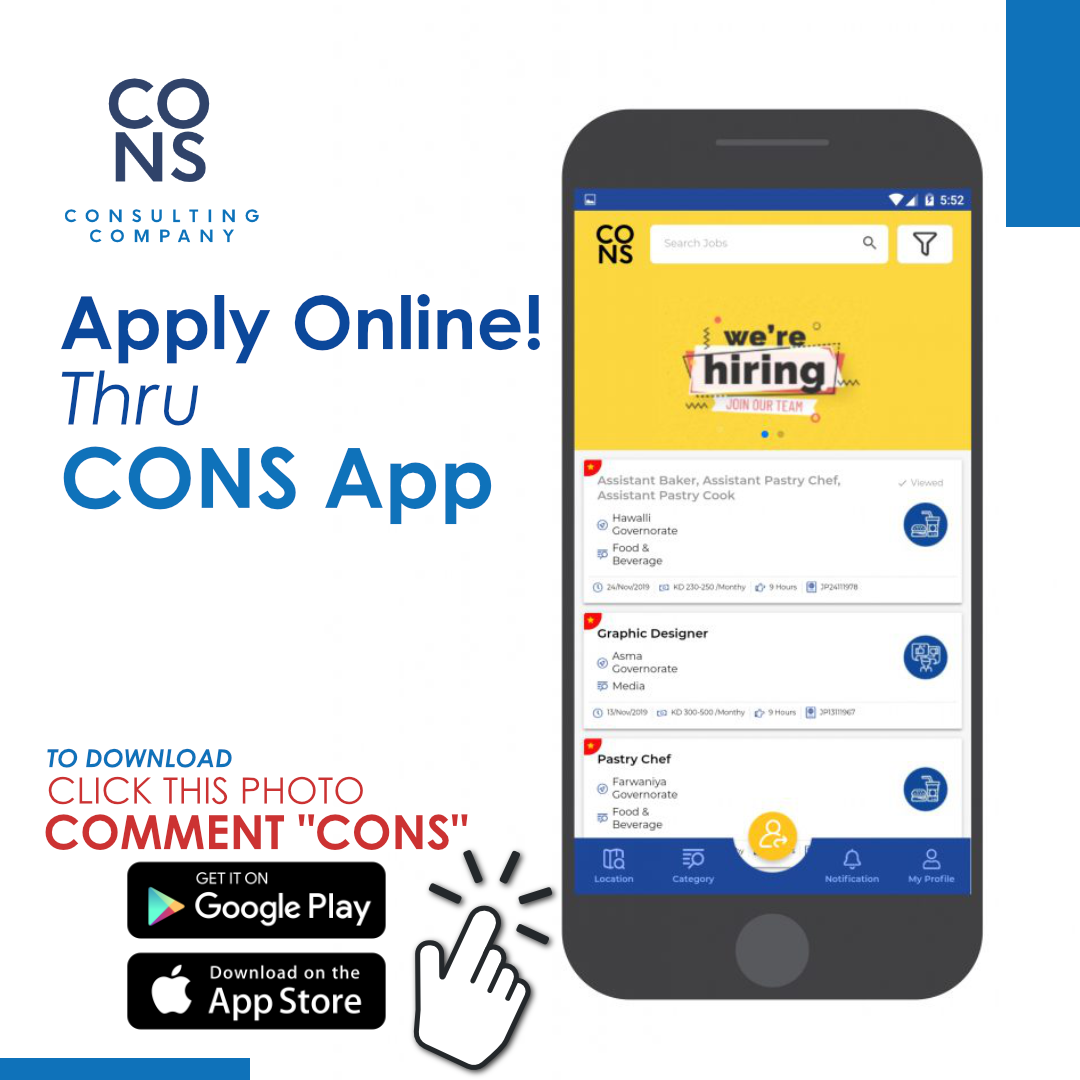 CO
NS
CONSULTING
COMPANY
Apply Online!
Thru
CONS App
TO DOWNLOAD
CLICK THIS PHOTO
COMMENT "CONS"
GET IT ON
Google Play
Download on the
App Store
5:52
CO
NS
Search Jobs
we're
hiring
JOIN OUR TEAM
Assistant Baker, Assistant Pastry Chef,
Assistant Pastry Cook
Viewed
Hawalli
Governorate
Food &
Beverage
24/Nov/2019 KD 230-250 /Monthy 9 Hours JP24111978
Graphic Designer
Asma
Governorate
Media
13/Nov/2019 KD 300-500 /Monthy 9 Hours JP13111967
Pastry Chef
Farwaniya
Governorate
Food &
Beverage
Location
Category
Notification
My Profile